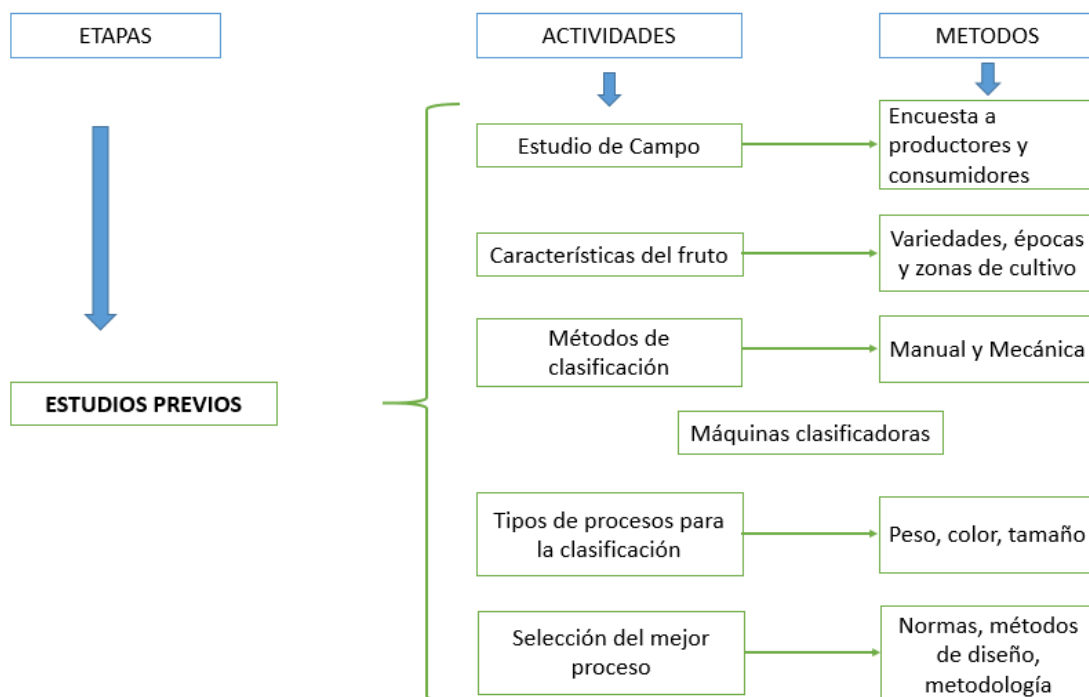 ETAPAS
ACTIVIDADES
METODOS
Estudio de Campo
Encuesta a
productores y
consumidores
Característícas del fruto
Variedades, épocas
y zonas de cultivo
Métodos de
clasificación
Manual y Mecánica
ESTUDIOS PREVIOS
Máquinas clasificadoras
Tipos de procesos para
la clasificación
Peso, color, tamaño
Selección del mejor
proceso
Normas, métodos
de diseño,
metodología